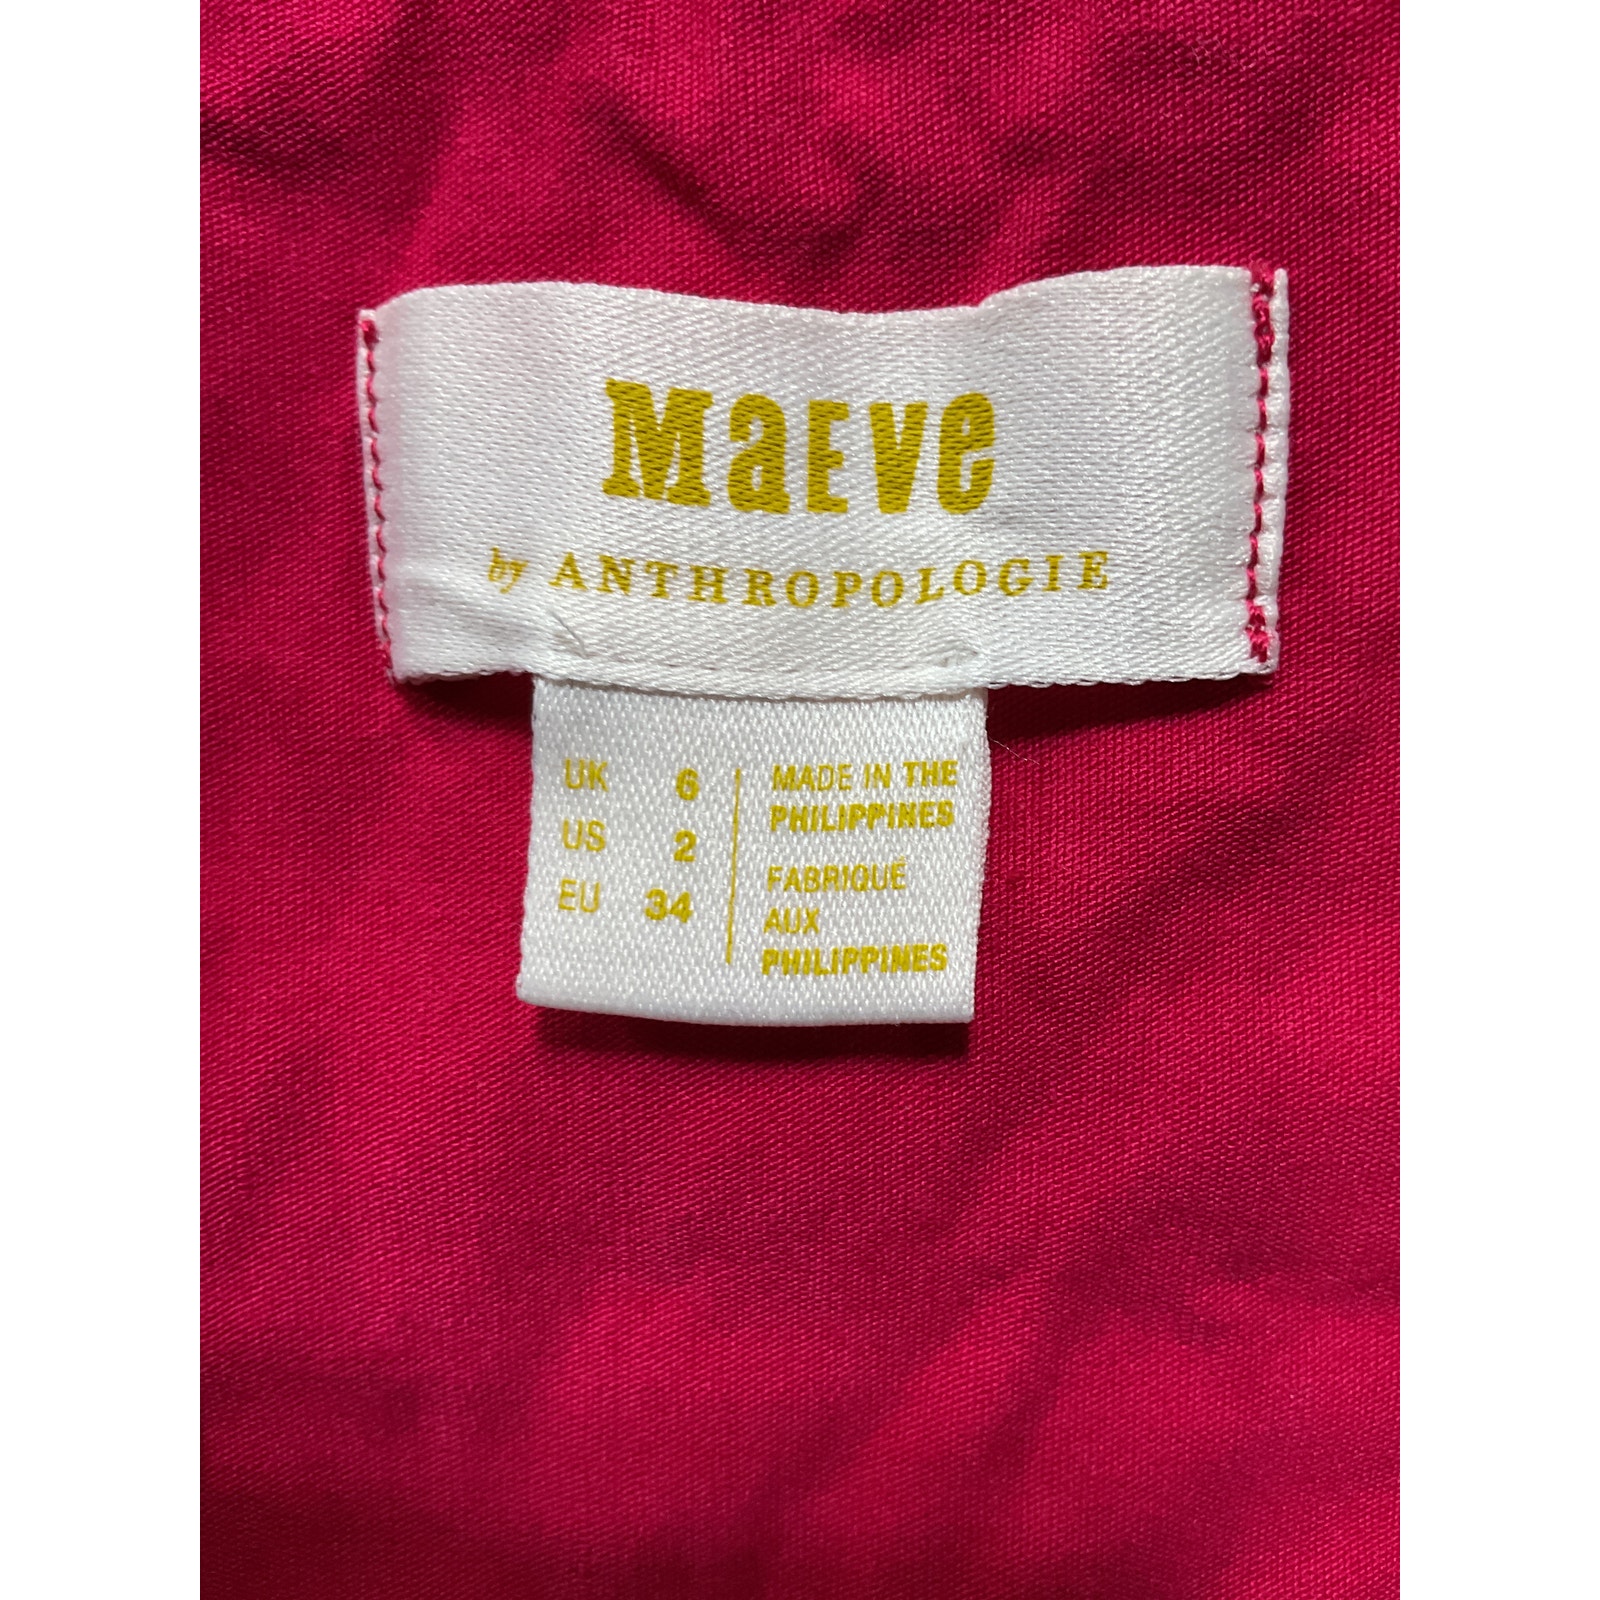 MaEve
by ANTHROPOLOGIE
UK 6
US 2
EU 34
MADE IN THE
PHILIPPINES
FABRIQUÉ
AUX
PHILIPPINES